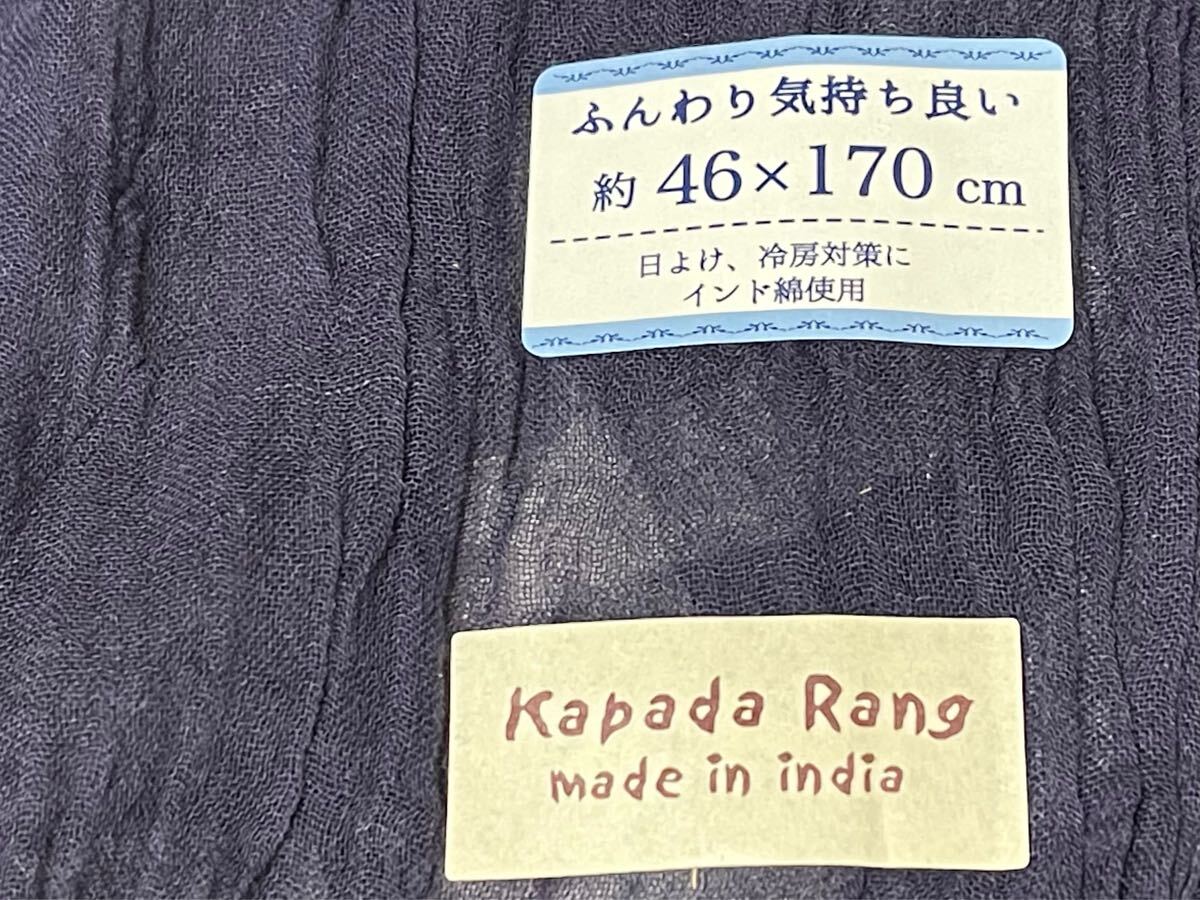 ふんわり気持ち良い
約 46×170 cm
日よけ、冷房対策に
インド綿使用
Kapada Rang
made in india